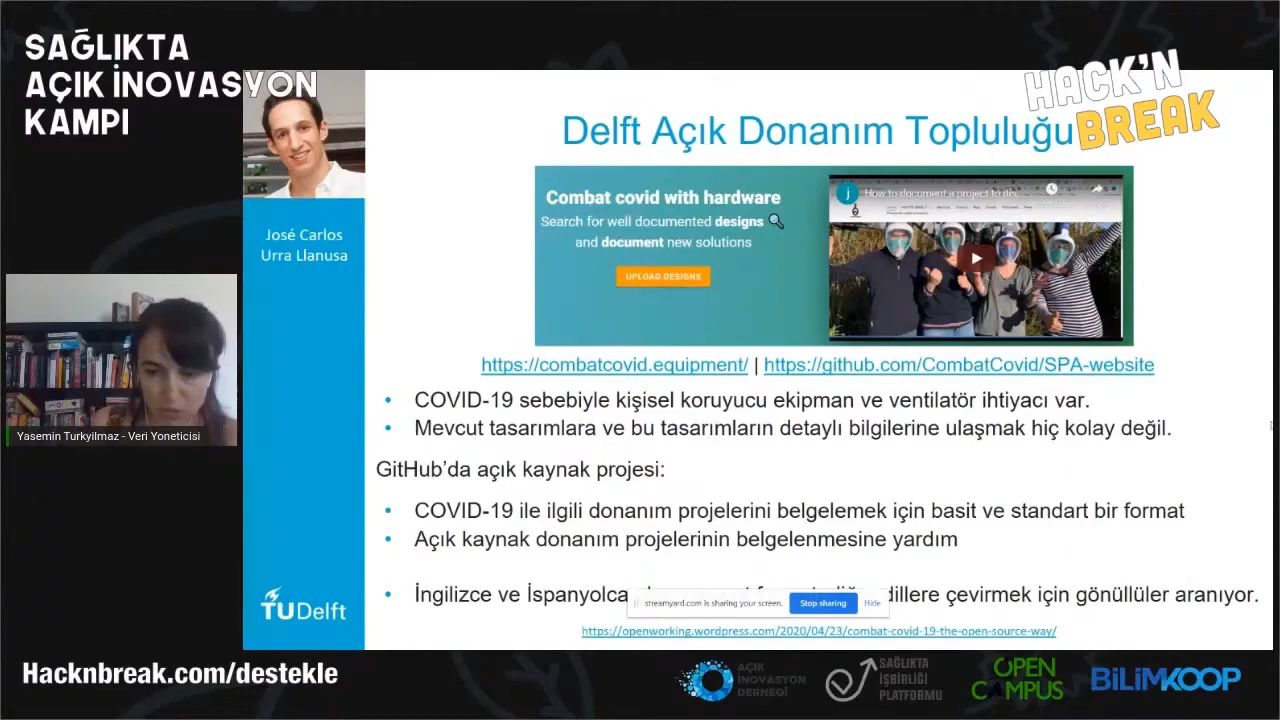 SAĞLIKTA
AÇIK İNOVASYON
KAMPI
HACK'N
BREAK
Delft Açık Donanım Topluluğu
José Carlos
Urra Llanusa
Combat covid with hardware
Search for well documented designs
and document new solutions
UPLOAD DESIGNS
j
How to document a project to dis
https://combatcovid.equipment/ | https://github.com/CombatCovid/SPA-website
• COVID-19 sebebiyle kişisel koruyucu ekipman ve ventilatör ihtiyacı var.
• Mevcut tasarımlara ve bu tasarımların detaylı bilgilerine ulaşmak hiç kolay değil.
Yasemin Turkyilmaz - Veri Yoneticisi
GitHub'da açık kaynak projesi:
• COVID-19 ile ilgili donanım projelerini belgelemek için basit ve standart bir format
• Açık kaynak donanım projelerinin belgelenmesine yardım
• İngilizce ve İspanyolca dillere çevirmek için gönüllüler aranıyor.
streamyard.com is sharing your screen. Stop sharing Hide
TUDelft
https://openworking.wordpress.com/2020/04/23/combat-covid-19-the-open-source-way/
Hacknbreak.com/destekle
AÇIK
İNOVASYON
DERNEĞİ
SAĞLIKTA
İŞBİRLİĞİ
PLATFORMU
OPEN
CAMPUS
BİLİMKOOP